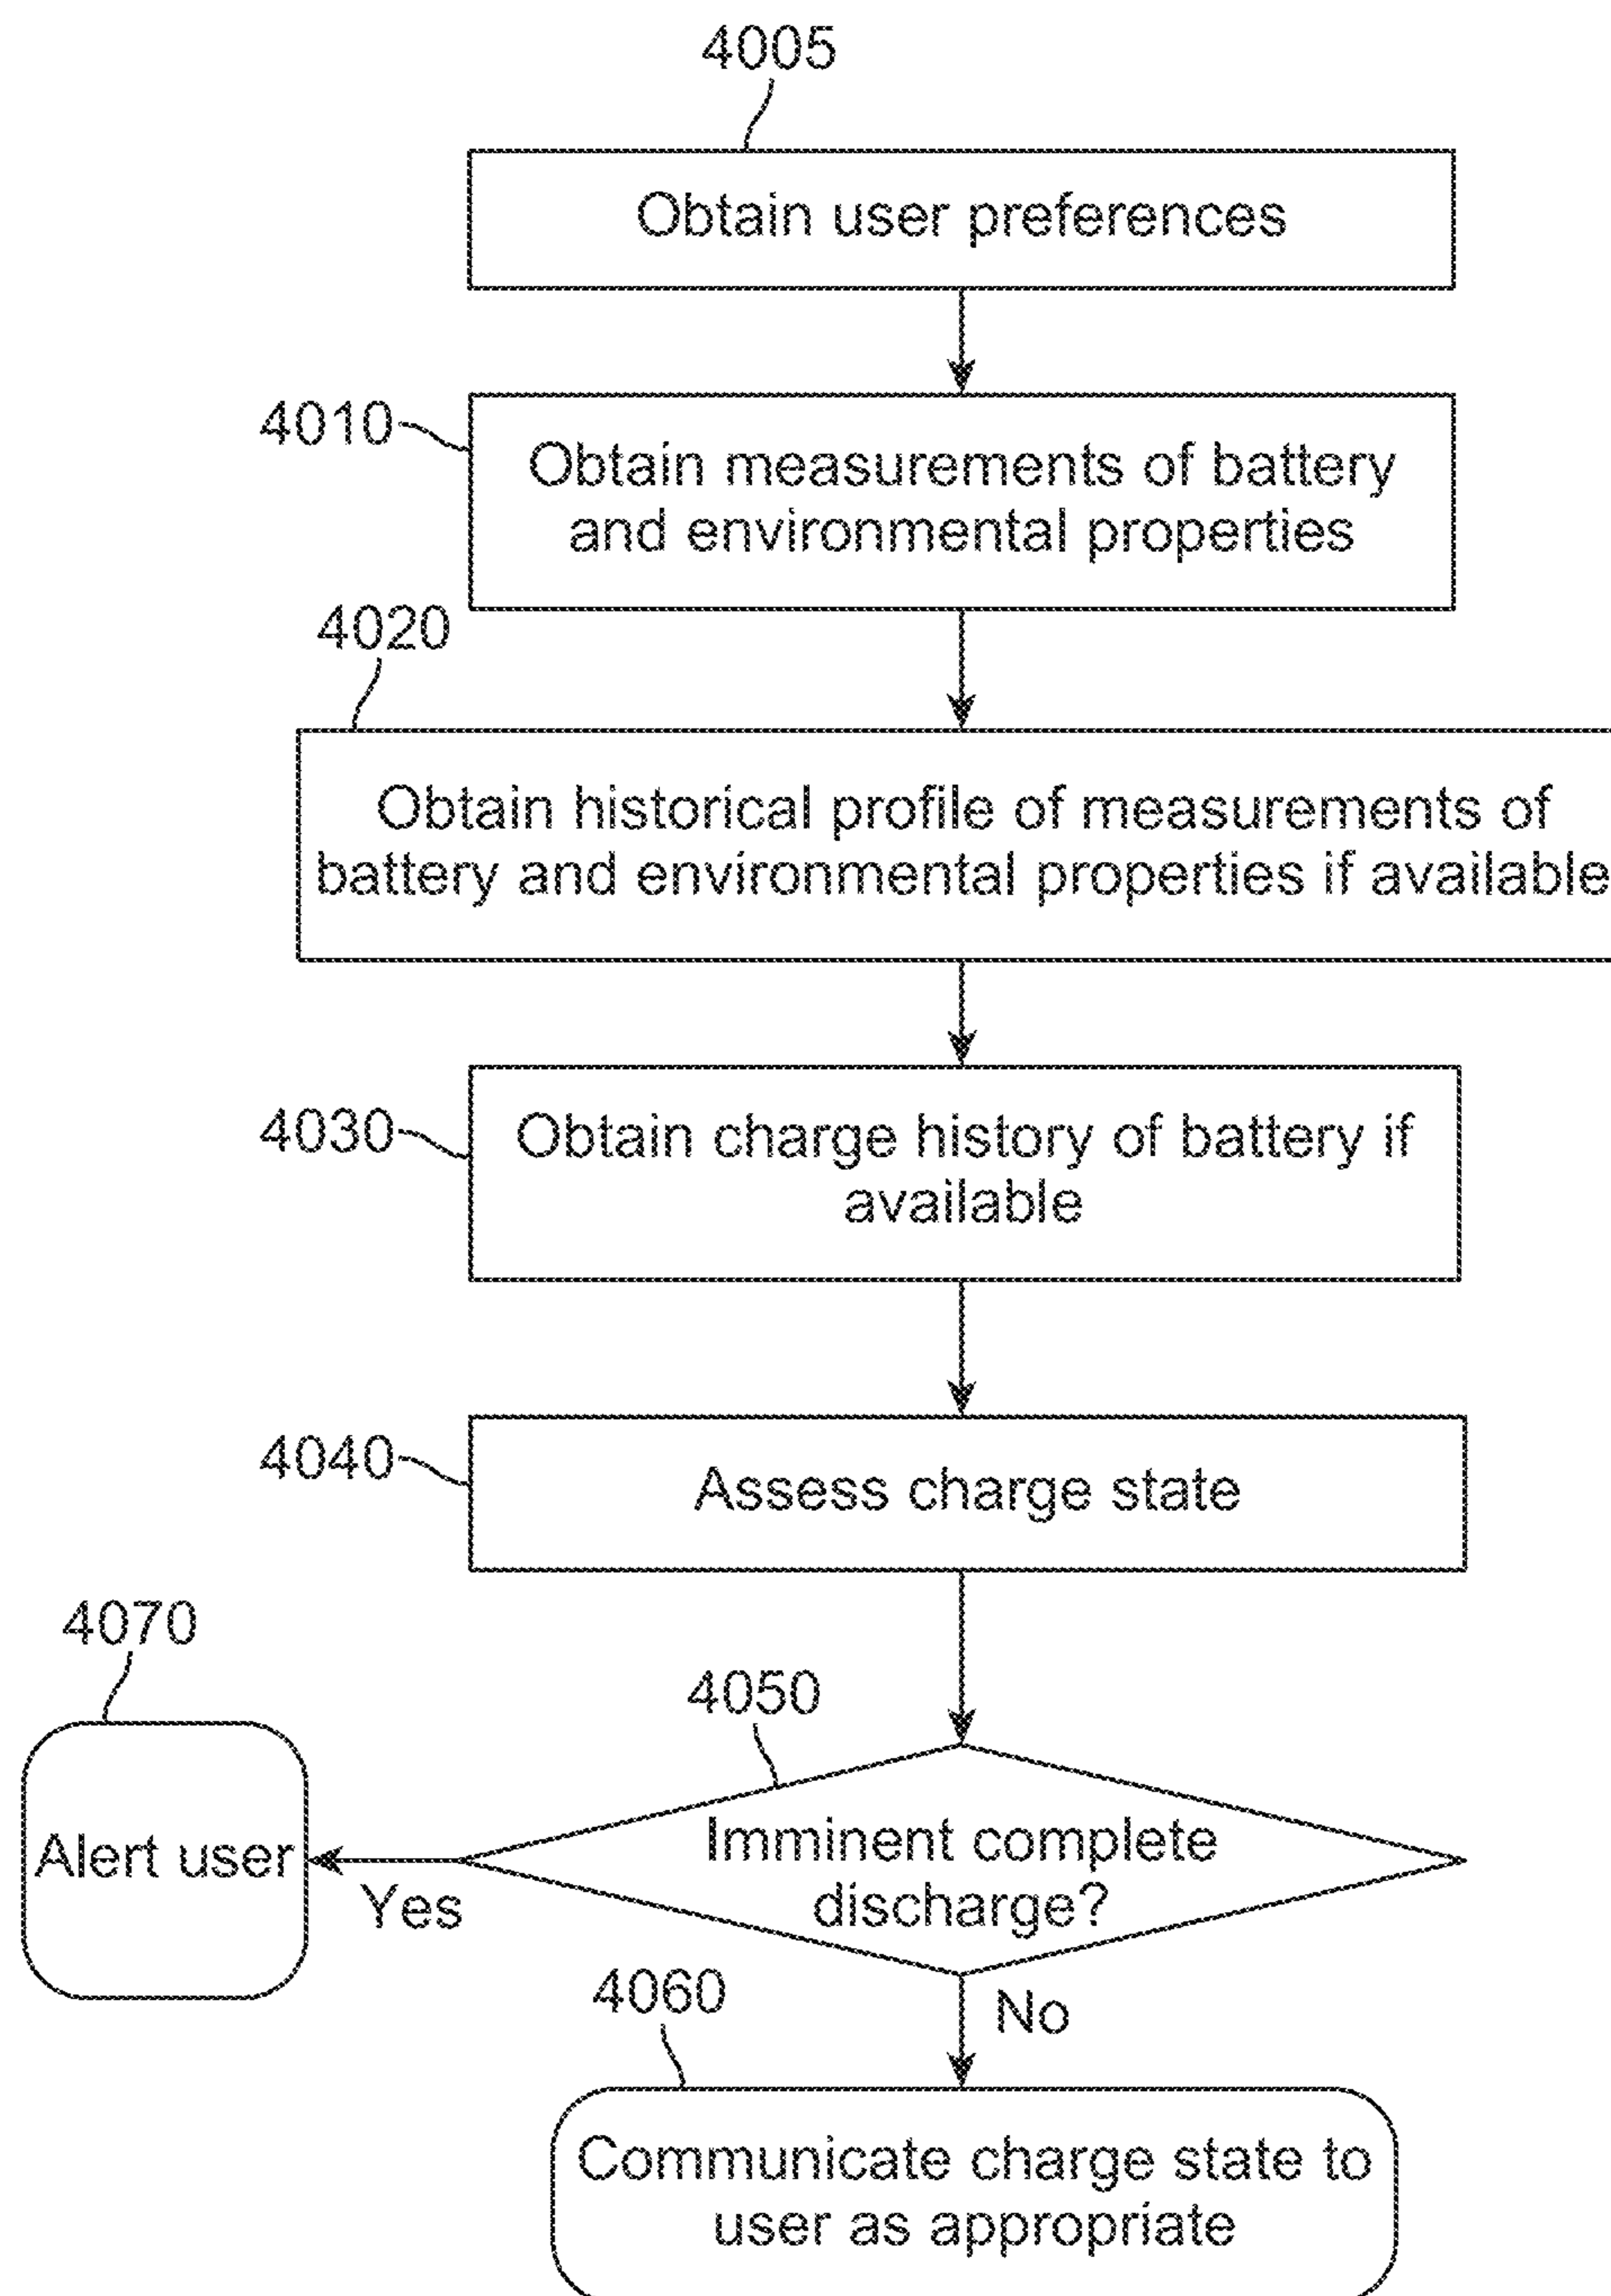 4005
Obtain user preferences
4010
Obtain measurements of battery
and environmental properties
4020
Obtain historical profile of measurements of
battery and environmental properties if available
4030
Obtain charge history of battery if
available
4040
Assess charge state
4070
4050
Alert user
Imminent complete
discharge?
Yes
4060
No
Communicate charge state to
user as appropriate